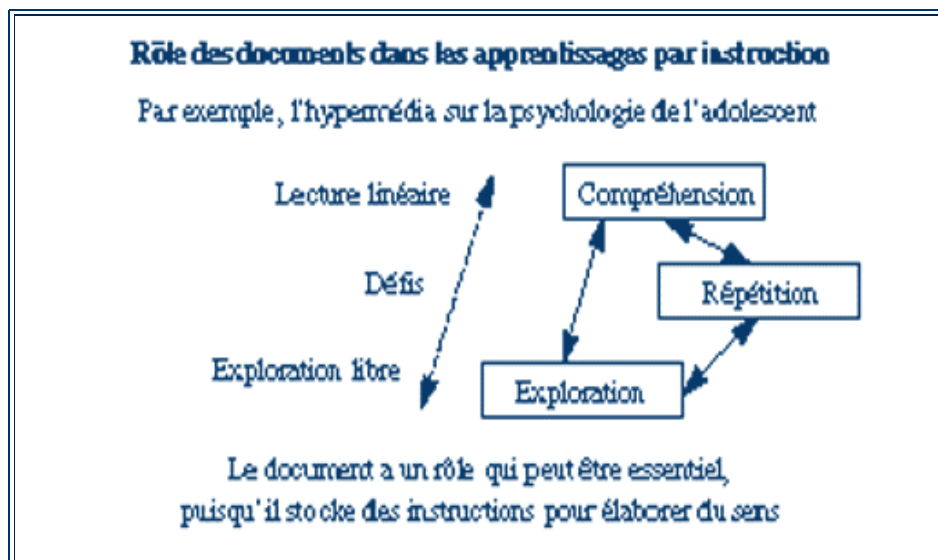 Rôle des documents dans les apprentissages par instruction
Par exemple, l'hypermédia sur la psychologie de l'adolescent
Lecture linéaire
Compréhension
Défis
Répétition
Exploration libre
Exploration
Le document a un rôle qui peut être essentiel,
puisqu'il stocke des instructions pour élaborer du sens